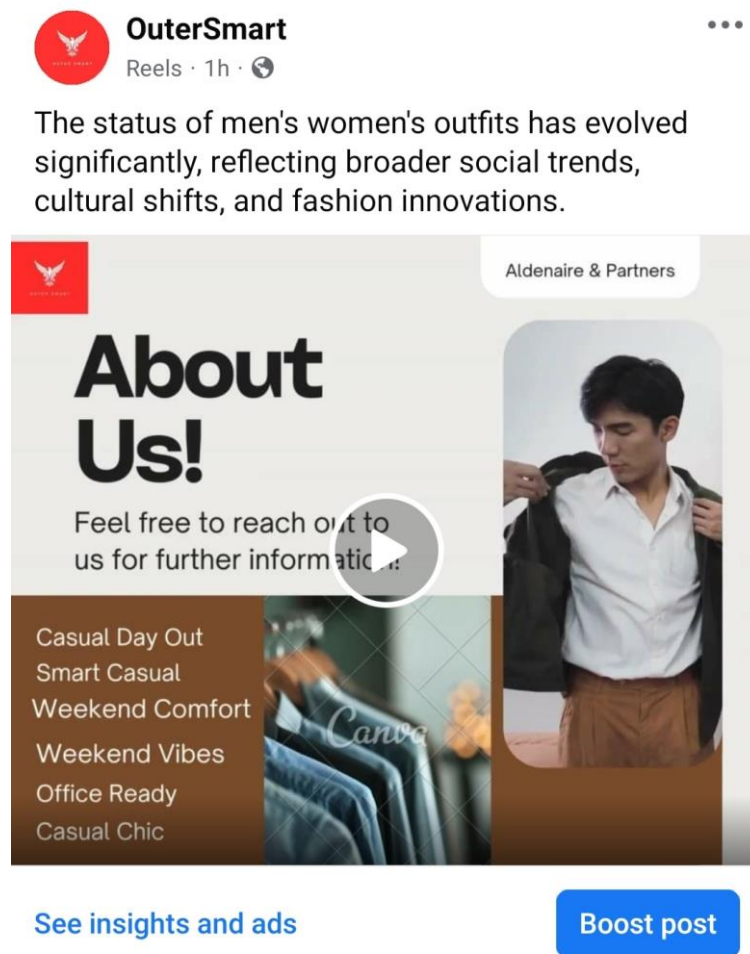 OuterSmart
Reels · 1h ·
The status of men's women's outfits has evolved
significantly, reflecting broader social trends,
cultural shifts, and fashion innovations.
OUTER SMART
Aldenaire & Partners
About
Us!
Feel free to reach out to
us for further information!
Casual Day Out
Smart Casual
Weekend Comfort
Weekend Vibes
Office Ready
Casual Chic
Canva
See insights and ads
Boost post